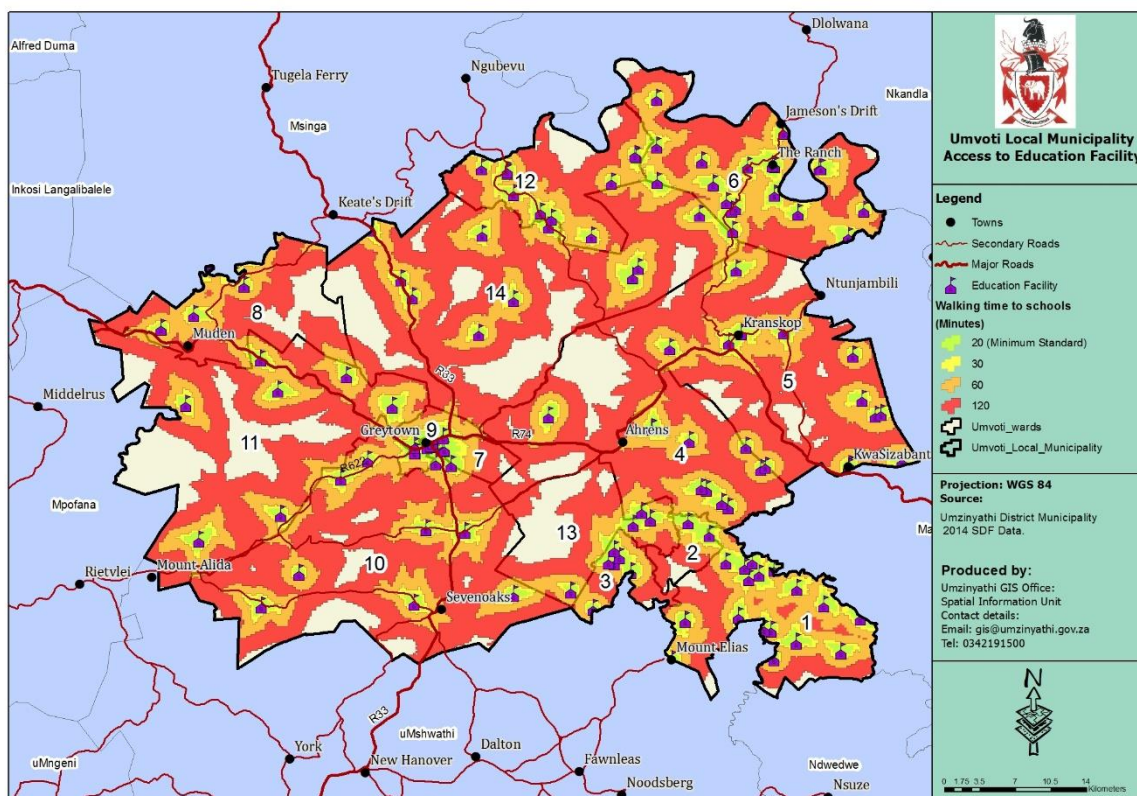 Alfred Duma
Dlolwana
Ngubevu
Tugela Ferry
Nkandla
Msinga
Jameson's Drift
The Ranch
6
12
Inkosi Langalibalele
Keate's Drift
Ntunjambili
14
8
Muden
Kranskop
5
R33
Middelrus
11
Greytown
9
R74
Ahrens
7
4
R622
KwaSizabant
Mpofana
Ma
13
2
10
3
Rietvlei
Mount Alida
Sevenoaks
1
Mount Elias
R33
uMshwathi
York
Dalton
uMngeni
New Hanover
Fawnleas
Ndwedwe
Noodsberg
Nsuze
Umvoti Local Municipality
Access to Education Facility
Legend
Towns
Secondary Roads
Major Roads
Education Facility
Walking time to schools
(Minutes)
20 (Minimum Standard)
30
60
120
Umvoti_wards
Umvoti_Local_Municipality
Projection: WGS 84
Source:
Umzinyathi District Municipality
2014 SDF Data.
Produced by:
Umzinyathi GIS Office:
Spatial Information Unit
Contact details:
Email: gis@umzinyathi.gov.za
Tel: 0342191500
N
0 1.75 3.5 7 10.5 14
Kilometers